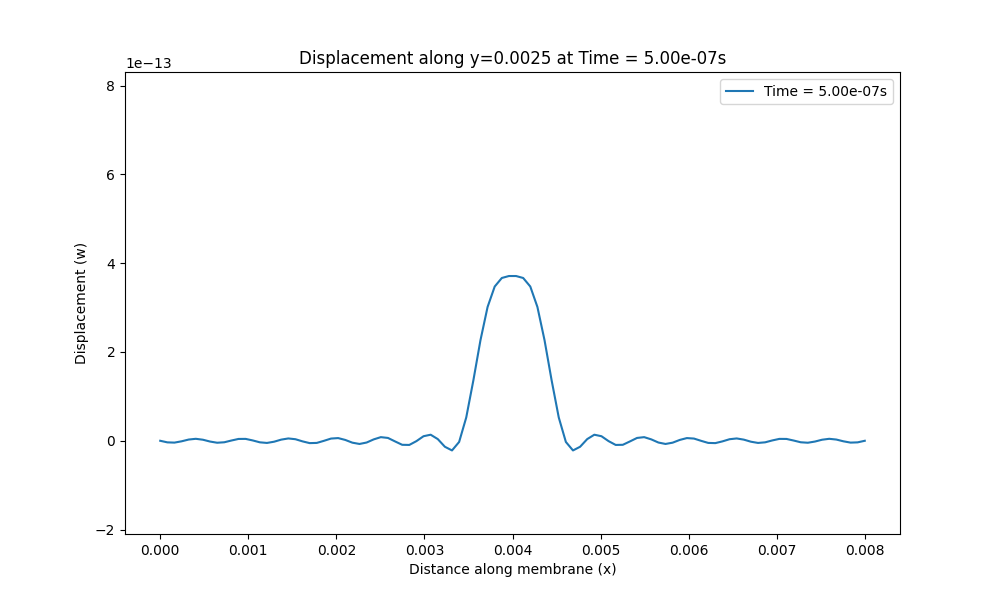 Displacement along y=0.0025 at Time = 5.00e-07s
1e−13
Time = 5.00e-07s
8
6
4
2
0
−2
Displacement (w)
0.000 0.001 0.002 0.003 0.004 0.005 0.006 0.007 0.008
Distance along membrane (x)